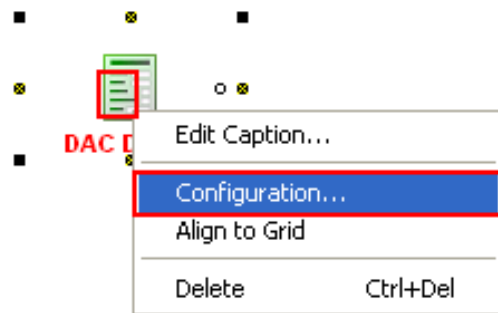 DAC
Edit Caption...
Configuration...
Align to Grid
Delete Ctrl+Del